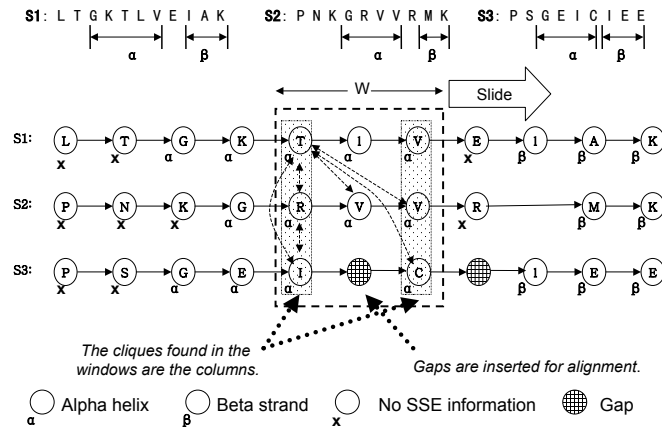 S1: L T G K T L V E I A K S2: P N K G R V V R M K S3: P S G E I C I E E
α β α β α β
W
Slide
S1: L T G K T l V E l A K
x x α α α α α x β β β
S2: P N K G R V V R M K
x x x α α α α x β β
S3: P S G E I C l E E
x x α α α α β β β
The cliques found in the
windows are the columns.
Gaps are inserted for alignment.
Alpha helix Beta strand No SSE information Gap
α β x